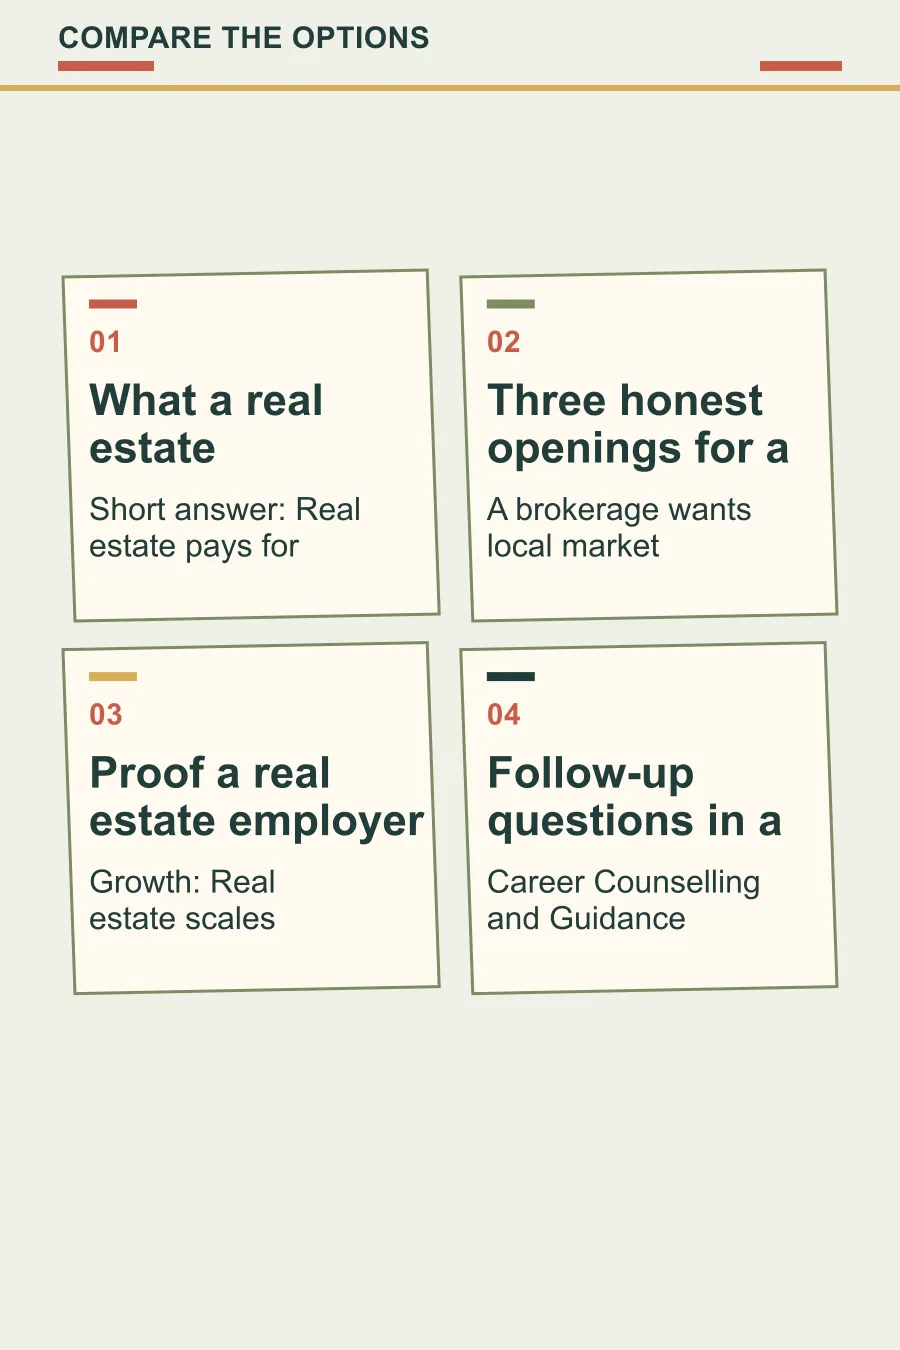 COMPARE THE OPTIONS
01
What a real
estate
Short answer: Real
estate pays for
02
Three honest
openings for a
A brokerage wants
local market
03
Proof a real
estate employer
Growth: Real
estate scales
04
Follow-up
questions in a
Career Counselling
and Guidance